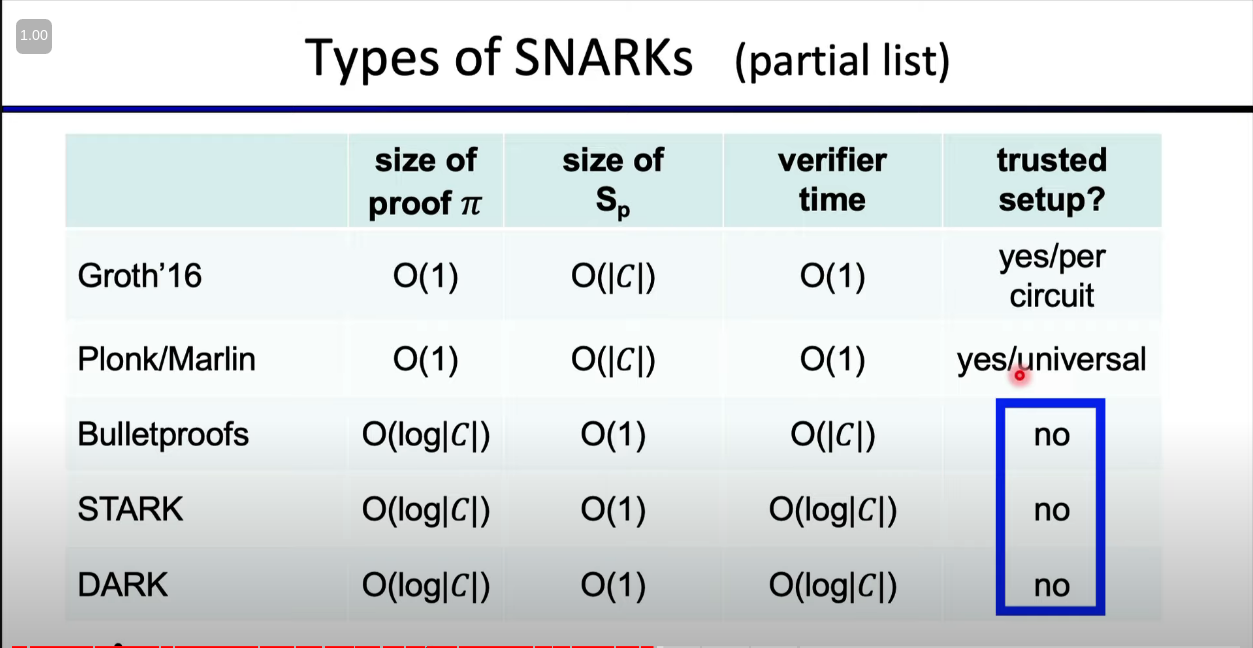 1.00
Types of SNARKs (partial list)
size of proof π
size of Sₚ
verifier time
trusted setup?
Groth’16 O(1) O(|C|) O(1) yes/per circuit
Plonk/Marlin O(1) O(|C|) O(1) yes/universal
Bulletproofs O(log|C|) O(1) O(|C|) no
STARK O(log|C|) O(1) O(log|C|) no
DARK O(log|C|) O(1) O(log|C|) no